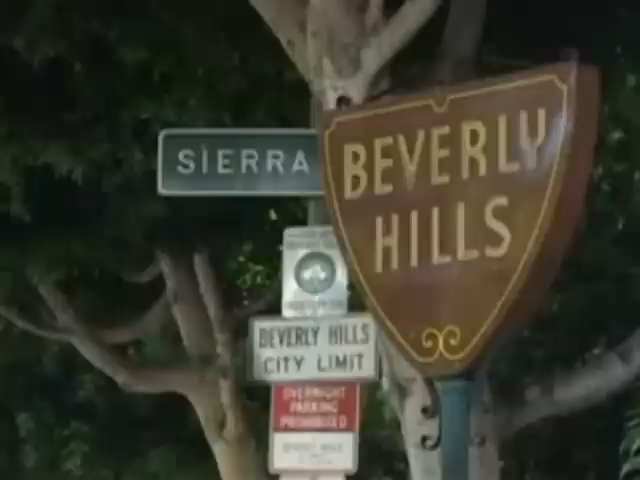 SIERRA
BEVERLY
HILLS
BEVERLY HILLS
CITY LIMIT
OVERNIGHT
PARKING
PROHIBITED